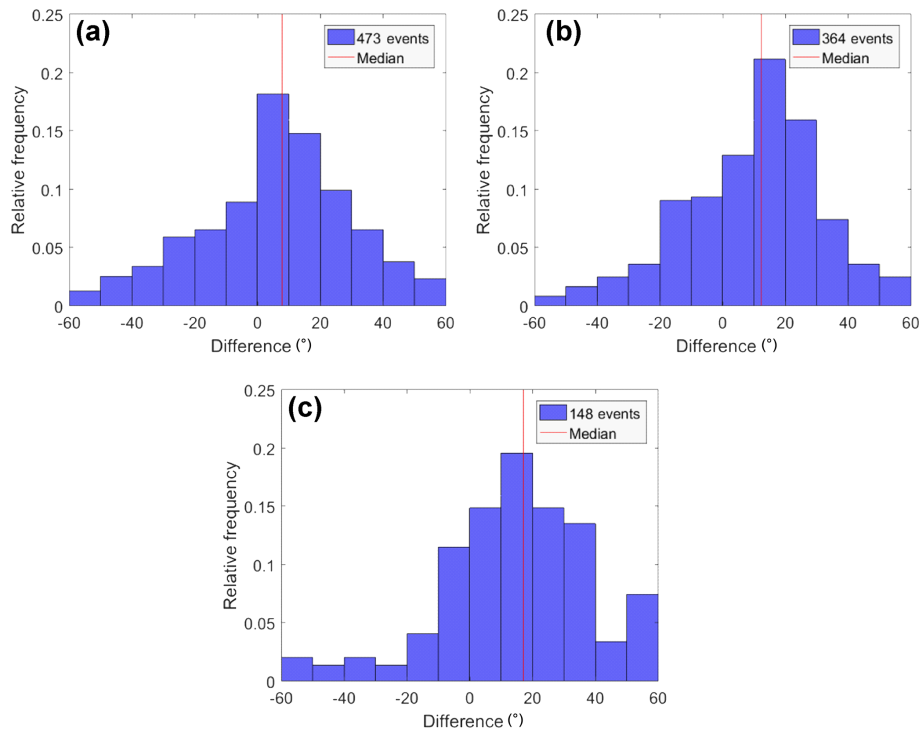 (a)
473 events
Median
0.25
0.2
0.15
0.1
0.05
0
Relative frequency
-60 -40 -20 0 20 40 60
Difference (°)
(b)
364 events
Median
0.25
0.2
0.15
0.1
0.05
0
Relative frequency
-60 -40 -20 0 20 40 60
Difference (°)
(c)
148 events
Median
0.25
0.2
0.15
0.1
0.05
0
Relative frequency
-60 -40 -20 0 20 40 60
Difference (°)